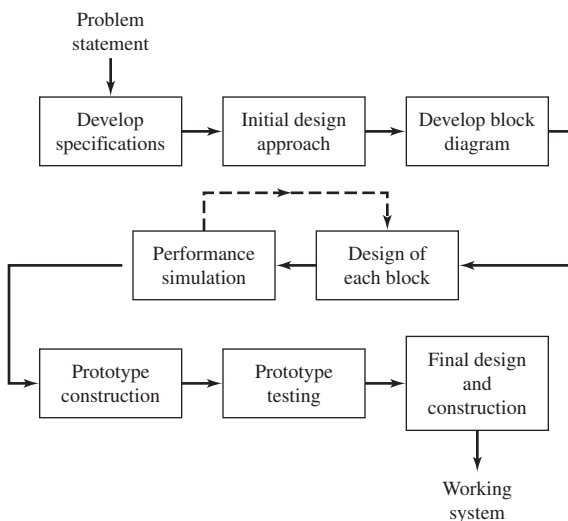 Problem
statement
Develop
specifications
Initial design
approach
Develop block
diagram
Performance
simulation
Design of
each block
Prototype
construction
Prototype
testing
Final design
and
construction
Working
system